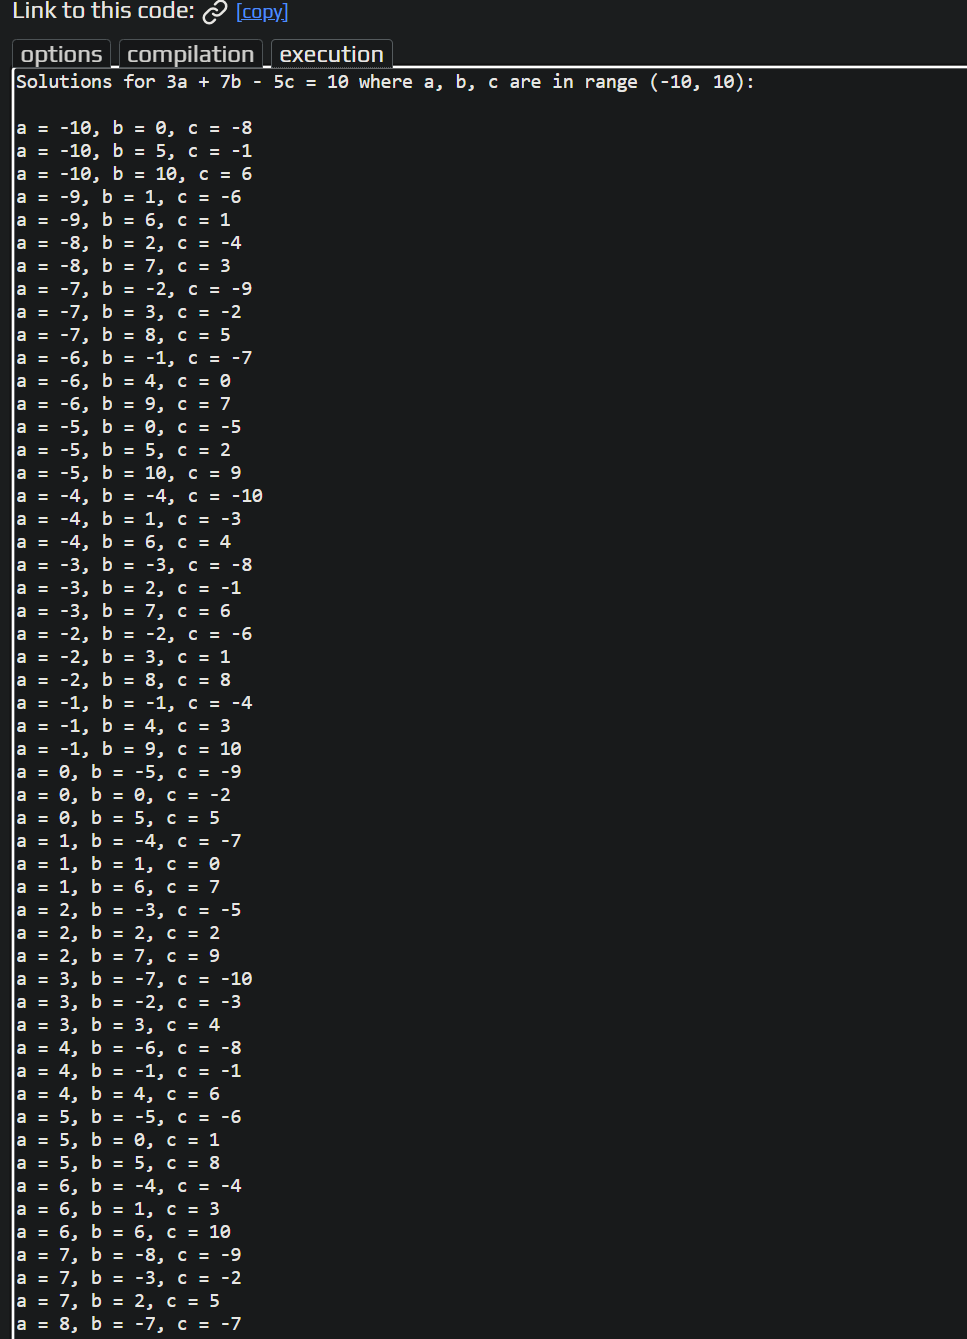 Link to this code: [copy]
options compilation execution
Solutions for 3a + 7b - 5c = 10 where a, b, c are in range (-10, 10):
a = -10, b = 0, c = -8
a = -10, b = 5, c = -1
a = -10, b = 10, c = 6
a = -9, b = 1, c = -6
a = -9, b = 6, c = 1
a = -8, b = 2, c = -4
a = -8, b = 7, c = 3
a = -7, b = -2, c = -9
a = -7, b = 3, c = -2
a = -7, b = 8, c = 5
a = -6, b = -1, c = -7
a = -6, b = 4, c = 0
a = -6, b = 9, c = 7
a = -5, b = 0, c = -5
a = -5, b = 5, c = 2
a = -5, b = 10, c = 9
a = -4, b = -4, c = -10
a = -4, b = 1, c = -3
a = -4, b = 6, c = 4
a = -3, b = -3, c = -8
a = -3, b = 2, c = -1
a = -3, b = 7, c = 6
a = -2, b = -2, c = -6
a = -2, b = 3, c = 1
a = -2, b = 8, c = 8
a = -1, b = -1, c = -4
a = -1, b = 4, c = 3
a = -1, b = 9, c = 10
a = 0, b = -5, c = -9
a = 0, b = 0, c = -2
a = 0, b = 5, c = 5
a = 1, b = -4, c = -7
a = 1, b = 1, c = 0
a = 1, b = 6, c = 7
a = 2, b = -3, c = -5
a = 2, b = 2, c = 2
a = 2, b = 7, c = 9
a = 3, b = -7, c = -10
a = 3, b = -2, c = -3
a = 3, b = 3, c = 4
a = 4, b = -6, c = -8
a = 4, b = -1, c = -1
a = 4, b = 4, c = 6
a = 5, b = -5, c = -6
a = 5, b = 0, c = 1
a = 5, b = 5, c = 8
a = 6, b = -4, c = -4
a = 6, b = 1, c = 3
a = 6, b = 6, c = 10
a = 7, b = -8, c = -9
a = 7, b = -3, c = -2
a = 7, b = 2, c = 5
a = 8, b = -7, c = -7